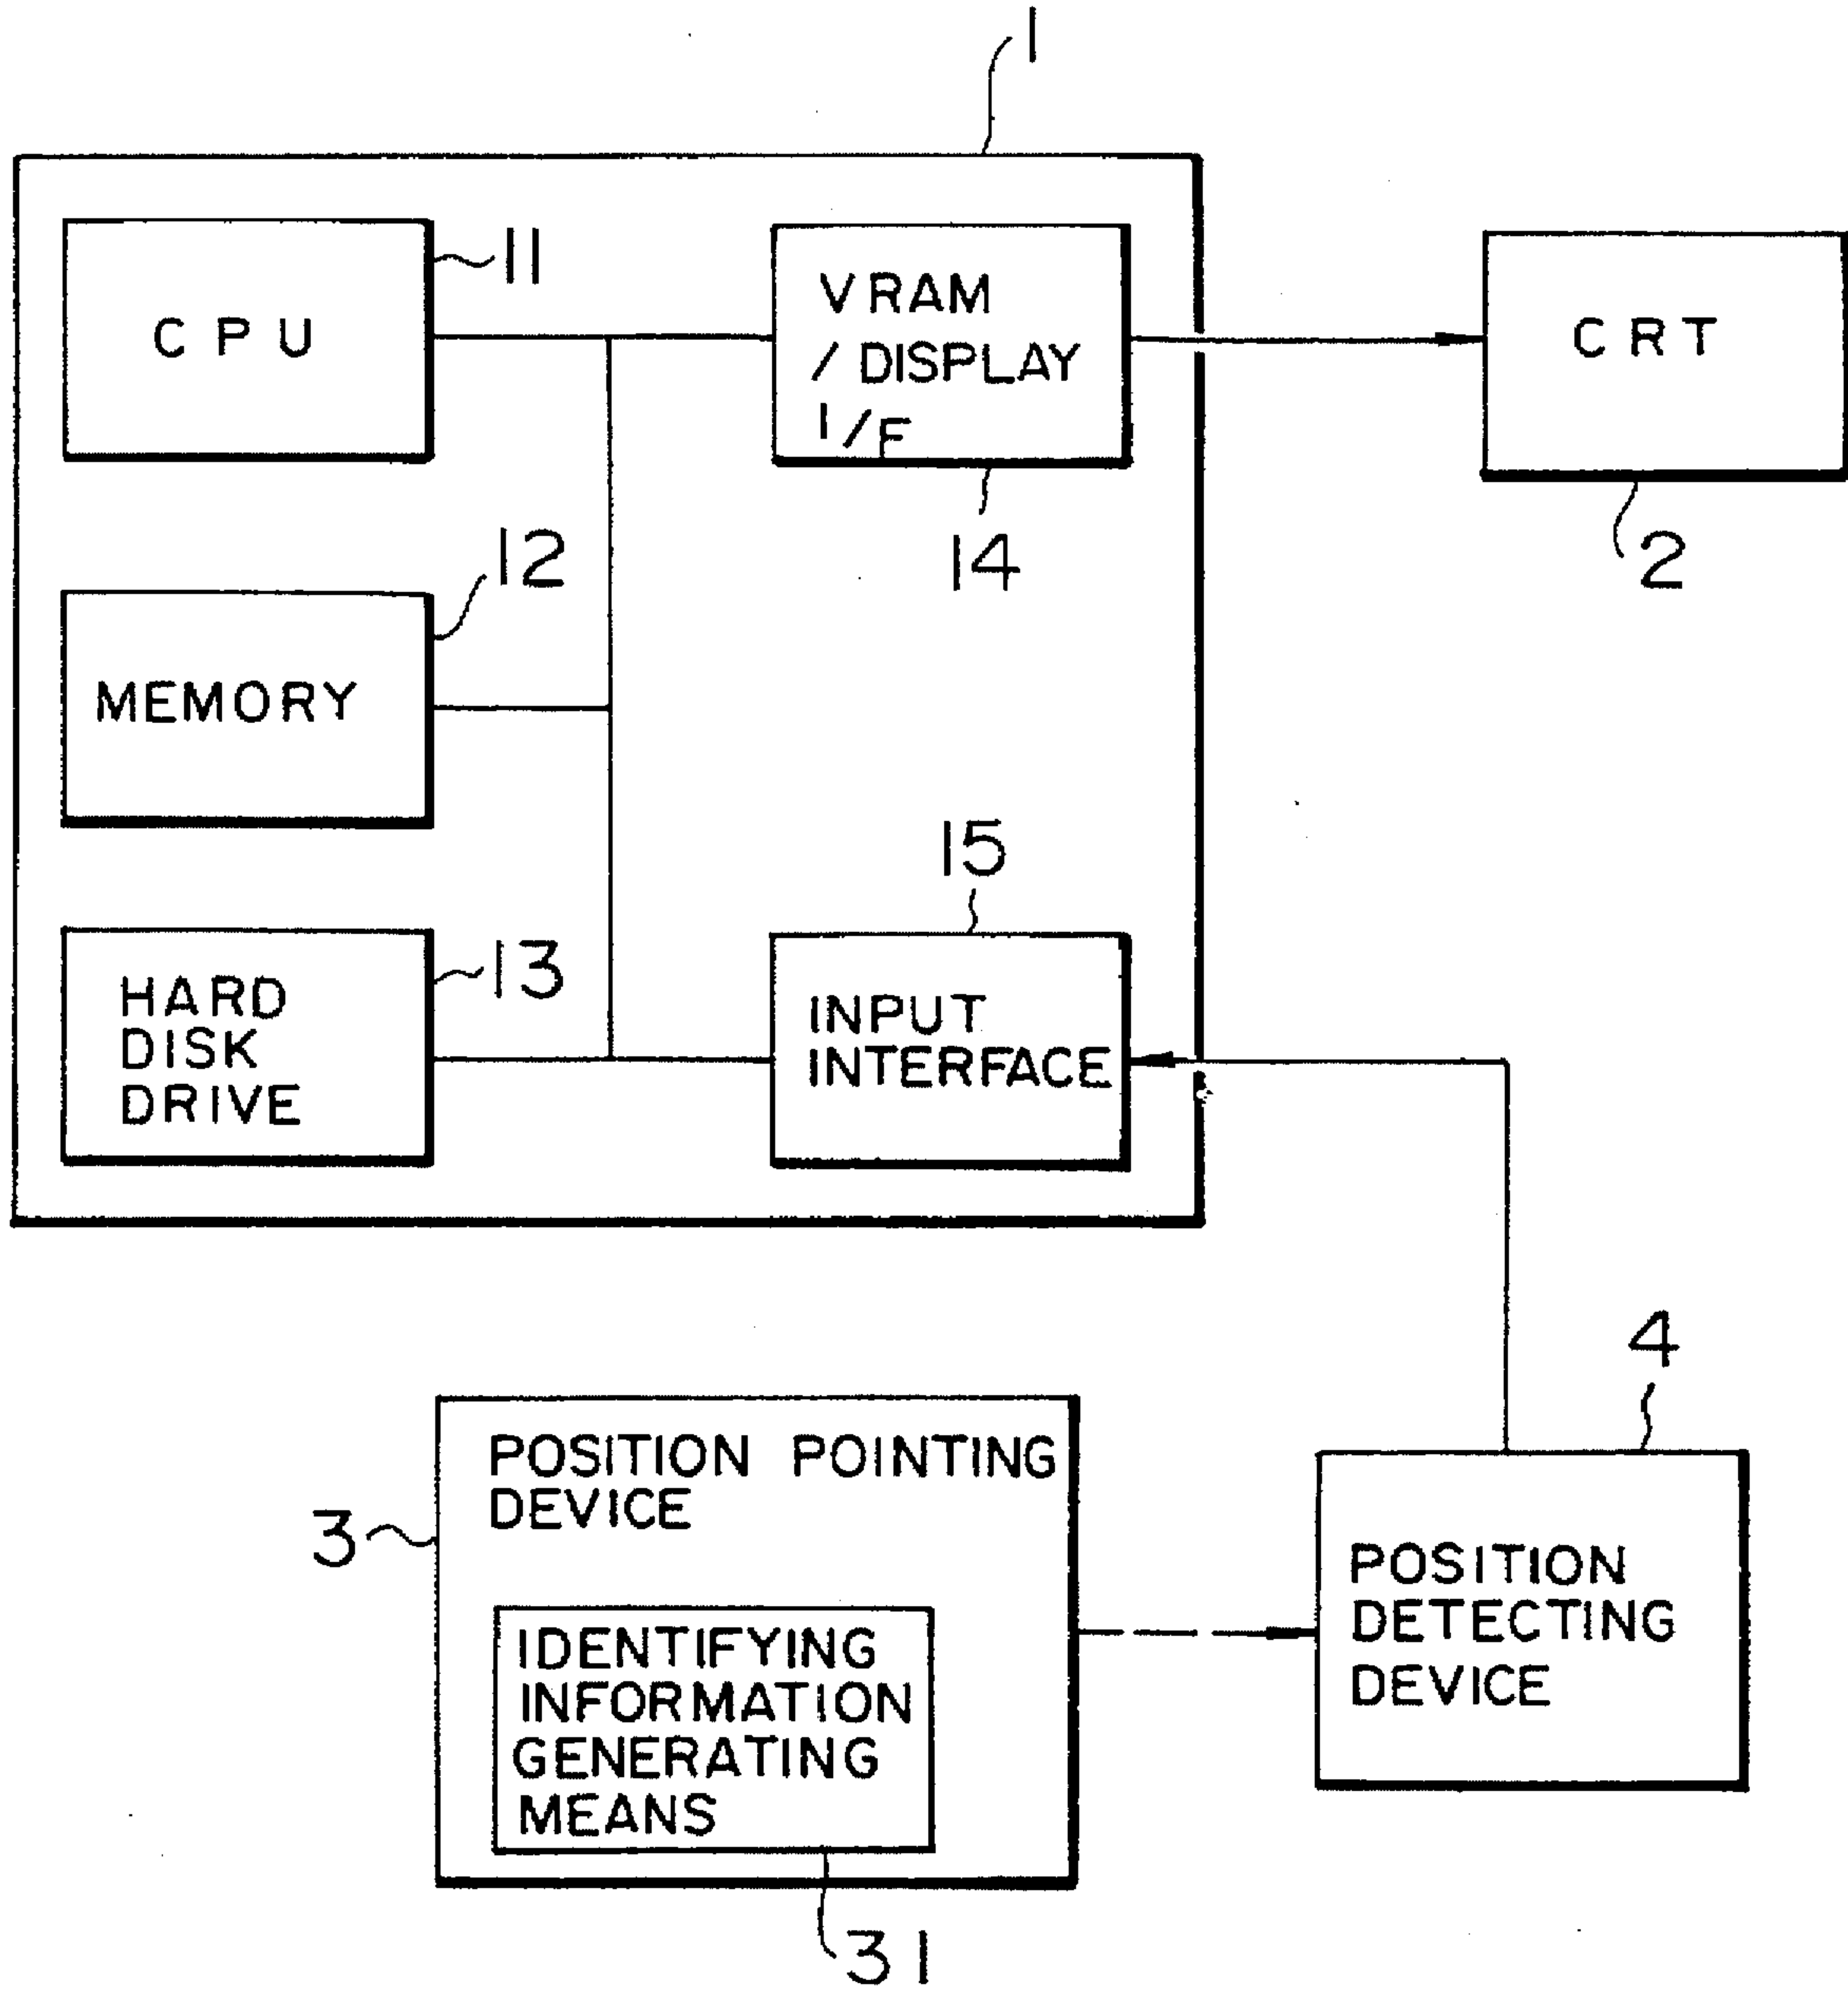 1
CPU
11
VRAM
/DISPLAY
I/F
14
CRT
2
MEMORY
12
HARD
DISK
DRIVE
13
15
INPUT
INTERFACE
3
POSITION POINTING
DEVICE
IDENTIFYING
INFORMATION
GENERATING
MEANS
31
4
POSITION
DETECTING
DEVICE